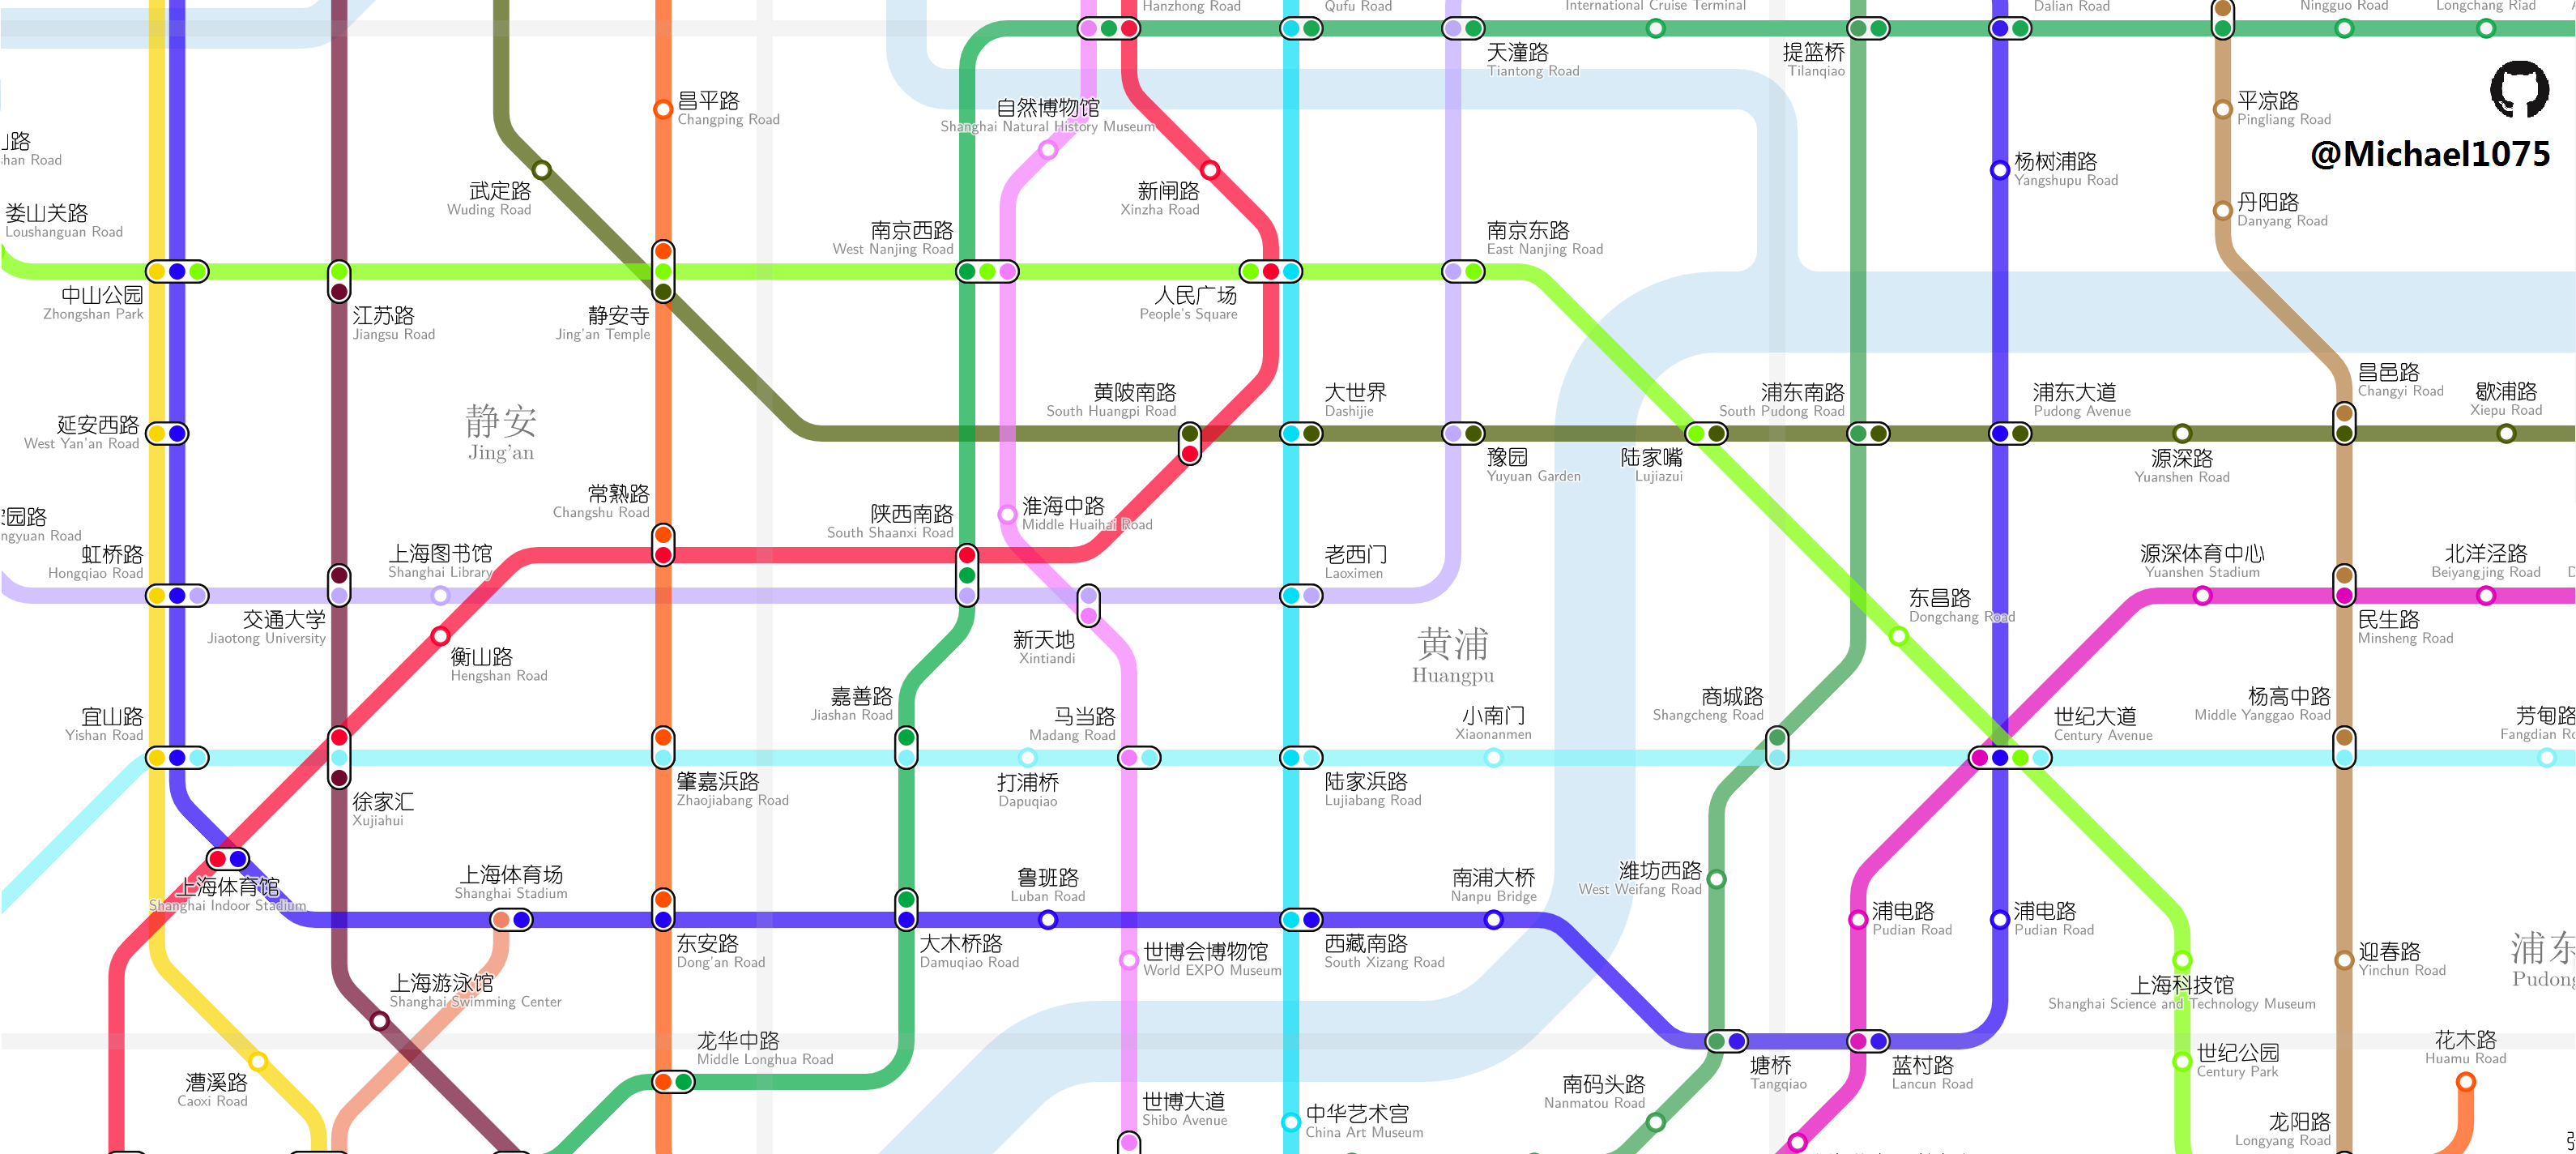 Hanzhong Road
Qufu Road
International Cruise Terminal
Dalian Road
Ningguo Road
天潼路
Tiantong Road
提篮桥
Tilanqiao
昌平路
Changping Road
自然博物馆
Shanghai Natural History Museum
平凉路
Pingliang Road
@Michael1075
武定路
Wuding Road
新闸路
Xinzha Road
杨树浦路
Yangshupu Road
丹阳路
Danyang Road
娄山关路
Loushanguan Road
南京西路
West Nanjing Road
南京东路
East Nanjing Road
中山公园
Zhongshan Park
江苏路
Jiangsu Road
静安寺
Jing'an Temple
人民广场
People's Square
延安西路
West Yan'an Road
静安
Jing'an
黄陂南路
South Huangpi Road
大世界
Dashijie
浦东南路
South Pudong Road
浦东大道
Pudong Avenue
昌邑路
Changyi Road
歇浦路
Xiepu Road
豫园
Yuyuan Garden
陆家嘴
Lujiazui
源深路
Yuanshen Road
常熟路
Changshu Road
陕西南路
South Shaanxi Road
淮海中路
Middle Huaihai Road
虹桥路
Hongqiao Road
上海图书馆
Shanghai Library
老西门
Laoximen
源深体育中心
Yuanshen Stadium
北洋泾路
Beiyangjing Road
交通大学
Jiaotong University
新天地
Xintiandi
东昌路
Dongchang Road
民生路
Minsheng Road
衡山路
Hengshan Road
黄浦
Huangpu
宜山路
Yishan Road
嘉善路
Jiashan Road
马当路
Madang Road
小南门
Xiaonanmen
商城路
Shangcheng Road
世纪大道
Century Avenue
杨高中路
Middle Yanggao Road
芳甸路
徐家汇
Xujiahui
肇嘉浜路
Zhaojiabang Road
打浦桥
Dapuqiao
陆家浜路
Lujiabang Road
上海体育馆
Shanghai Indoor Stadium
上海体育场
Shanghai Stadium
鲁班路
Luban Road
南浦大桥
Nanpu Bridge
潍坊西路
West Weifang Road
东安路
Dong'an Road
大木桥路
Damuqiao Road
世博会博物馆
World EXPO Museum
西藏南路
South Xizang Road
浦电路
Pudian Road
浦电路
Pudian Road
迎春路
Yinchun Road
上海游泳馆
Shanghai Swimming Center
上海科技馆
Shanghai Science and Technology Museum
漕溪路
Caoxi Road
龙华中路
Middle Longhua Road
塘桥
Tangqiao
蓝村路
Lancun Road
世纪公园
Century Park
花木路
Huamu Road
世博大道
Shibo Avenue
中华艺术宫
China Art Museum
南码头路
Nanmatou Road
龙阳路
Longyang Road